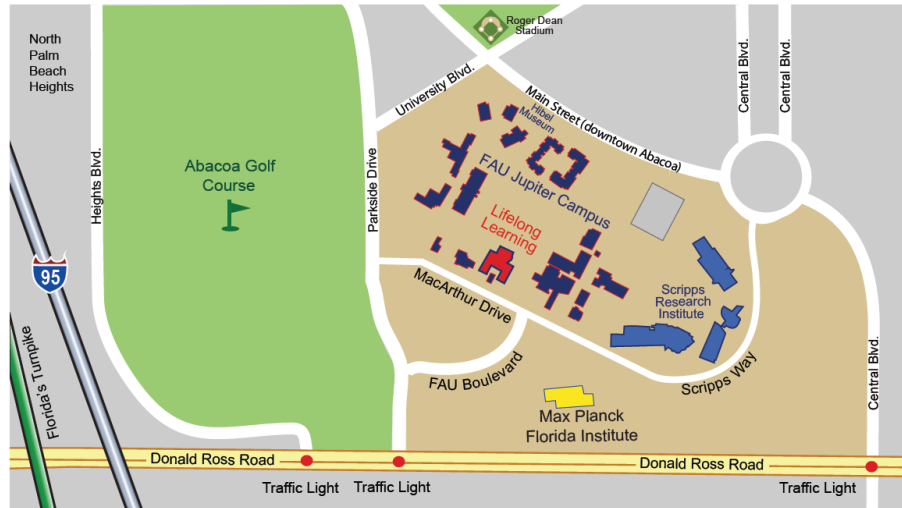 Roger Dean
Stadium
North
Palm
Beach
Heights
University Blvd.
Main Street (downtown Abacoa)
Central Blvd.
Central Blvd.
Hibel
Museum
Abacoa Golf
Course
Heights Blvd.
Parkside Drive
FAU Jupiter Campus
Lifelong
Learning
95
MacArthur Drive
Scripps
Research
Institute
Florida's Turnpike
FAU Boulevard
Scripps Way
Central Blvd.
Max Planck
Florida Institute
Donald Ross Road
Donald Ross Road
Traffic Light
Traffic Light
Traffic Light